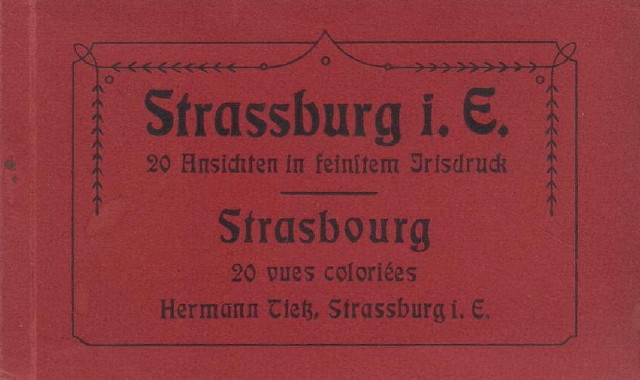 Strassburg i. E.
20 Ansichten in feinſtem Irisdruck
Strasbourg
20 vues coloriées
Hermann Tietz, Strassburg i. E.